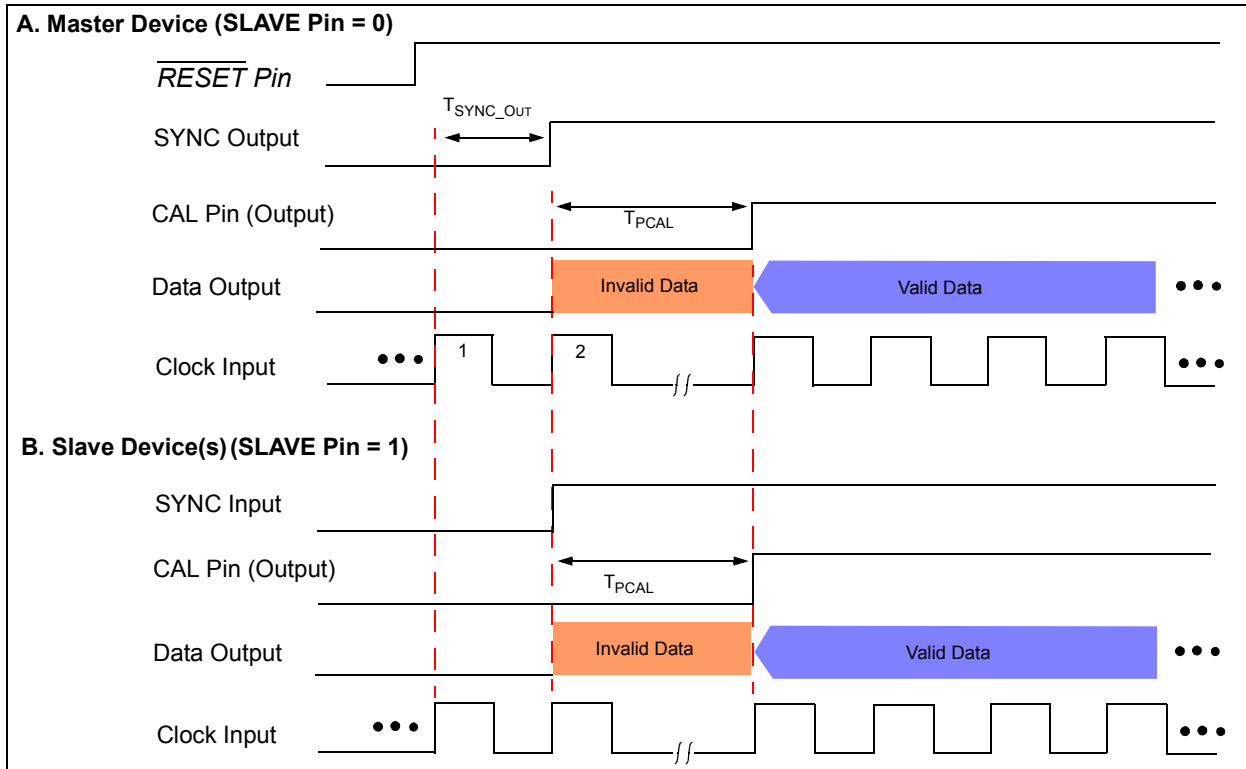 A. Master Device (SLAVE Pin = 0)
RESET Pin
TSYNC_OUT
SYNC Output
CAL Pin (Output)
TPCAL
Data Output
Invalid Data
Valid Data
Clock Input
1
2
B. Slave Device(s) (SLAVE Pin = 1)
SYNC Input
CAL Pin (Output)
TPCAL
Data Output
Invalid Data
Valid Data
Clock Input